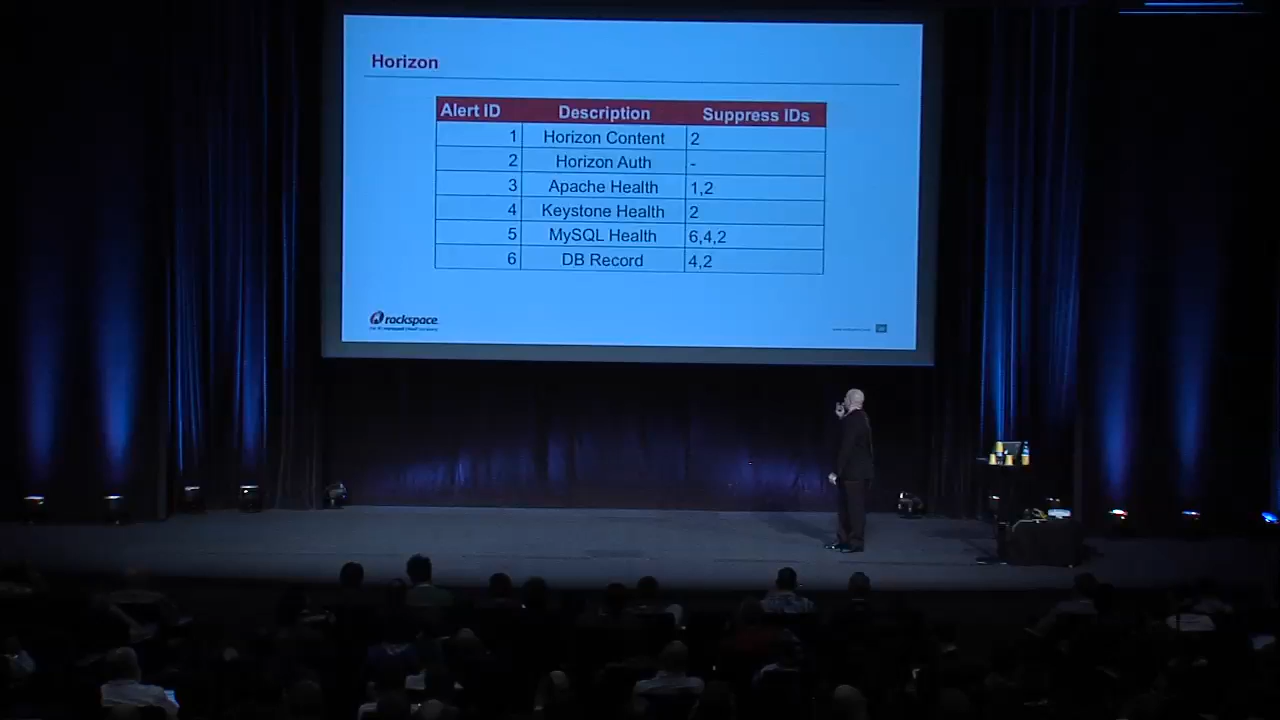 Horizon
Alert ID Description Suppress IDs
1 Horizon Content 2
2 Horizon Auth -
3 Apache Health 1,2
4 Keystone Health 2
5 MySQL Health 6,4,2
6 DB Record 4,2
rackspace